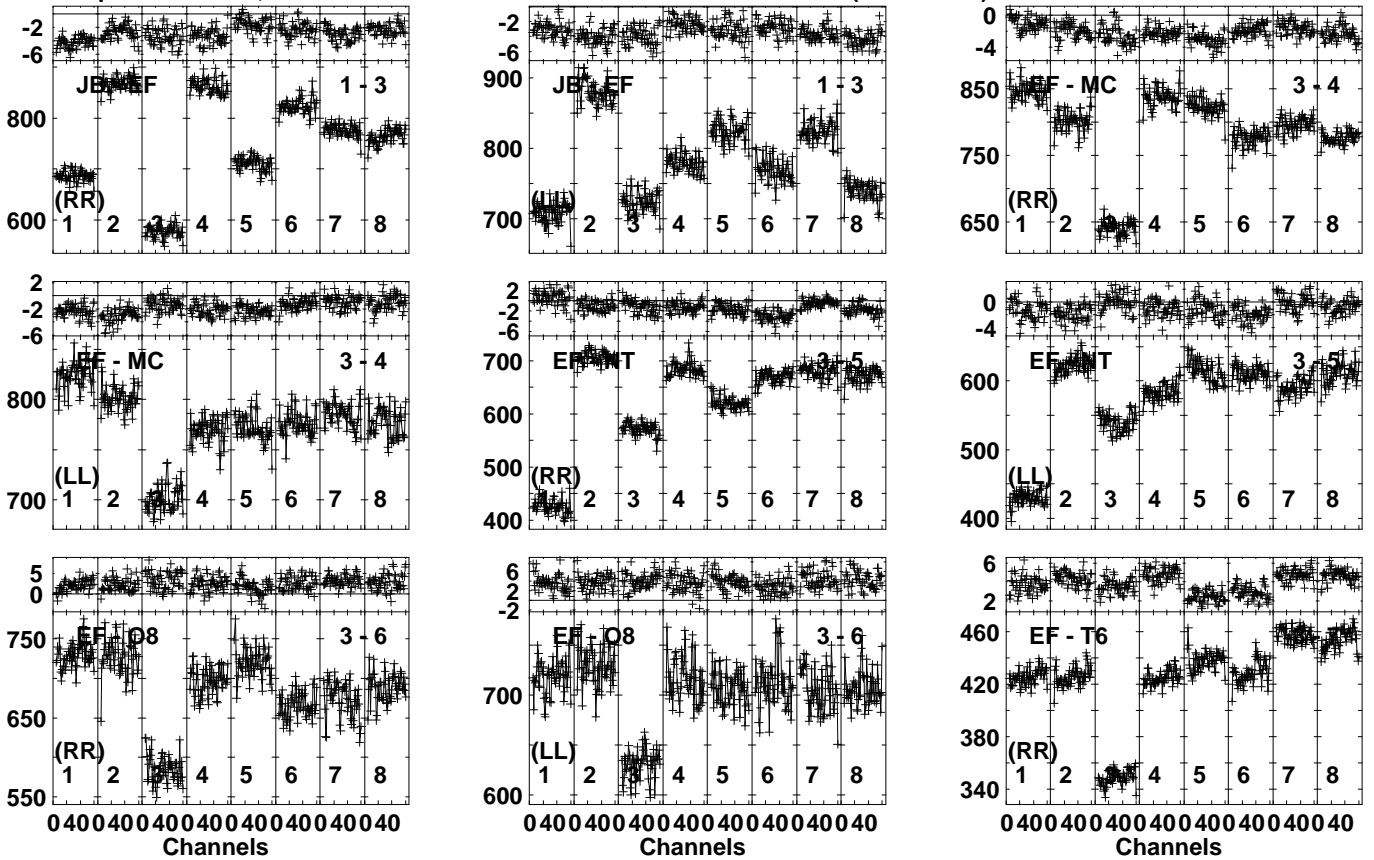 -2 -2 0
-6 -6 -4
JB - EF 1 - 3 900 JB - EF 1 - 3 850 EF - MC 3 - 4
800 800 750
(RR) (LL) (RR)
600 700 650
1 2 3 4 5 6 7 8 1 2 3 4 5 6 7 8 1 2 3 4 5 6 7 8
2 2 0
-2 -2 -4
-6 -6
EF - MC 3 - 4 700 EF - NT 3 - 5 600 EF - NT 3 - 5
800 600 500
(LL) 500 (RR) (LL)
700 400 400
1 2 3 4 5 6 7 8 1 2 3 4 5 6 7 8 1 2 3 4 5 6 7 8
5 6 6
0 2 2
-2
750 EF - O8 3 - 6 EF - O8 3 - 6 460 EF - T6 3 - 6
650 700 420
380
(RR) (LL) (RR)
550 600 340
1 2 3 4 5 6 7 8 1 2 3 4 5 6 7 8 1 2 3 4 5 6 7 8
0 40 0 40 0 40 0 40 0 40 0 40 0 40 0 40 0 40 0 40 0 40 0 40 0 40 0 40 0 40 0 40 0 40 0 40 0 40 0 40 0 40 0 40 0 40 0 40
Channels Channels Channels